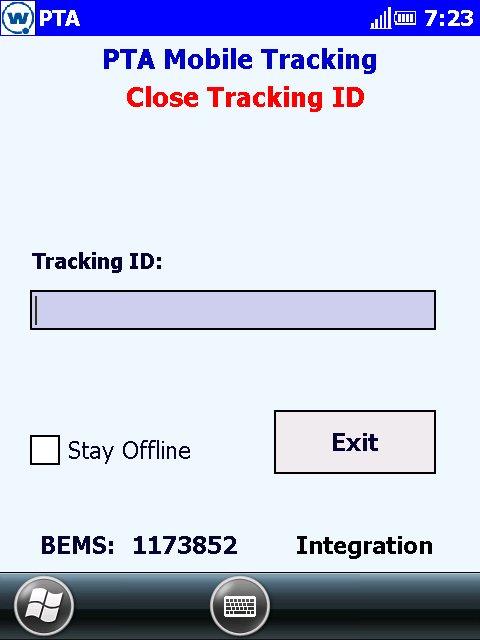 PTA 7:23
PTA Mobile Tracking
Close Tracking ID
Tracking ID:
Stay Offline
Exit
BEMS: 1173852 Integration